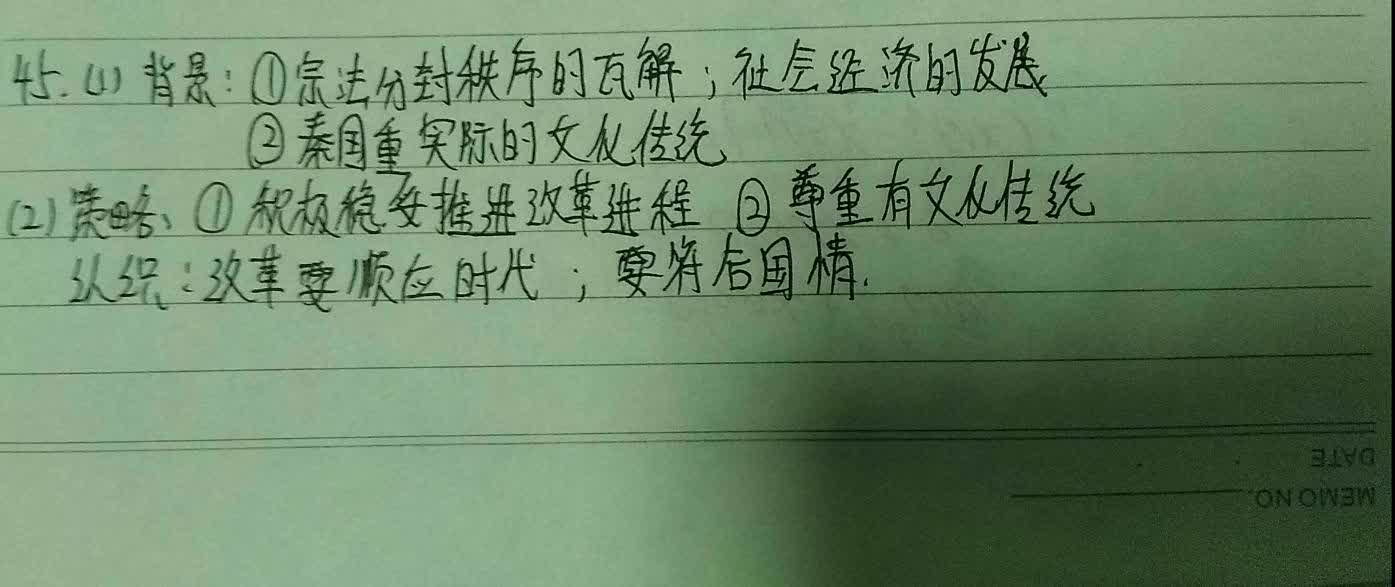 45. (1) 背景：①宗法分封秩序的瓦解；社会经济的发展
②秦国重实际的文化传统
(2) 策略、①积极稳妥推进改革进程 ②尊重有文化传统
认识：改革要顺应时代；要符合国情.
DATE
MEMO NO